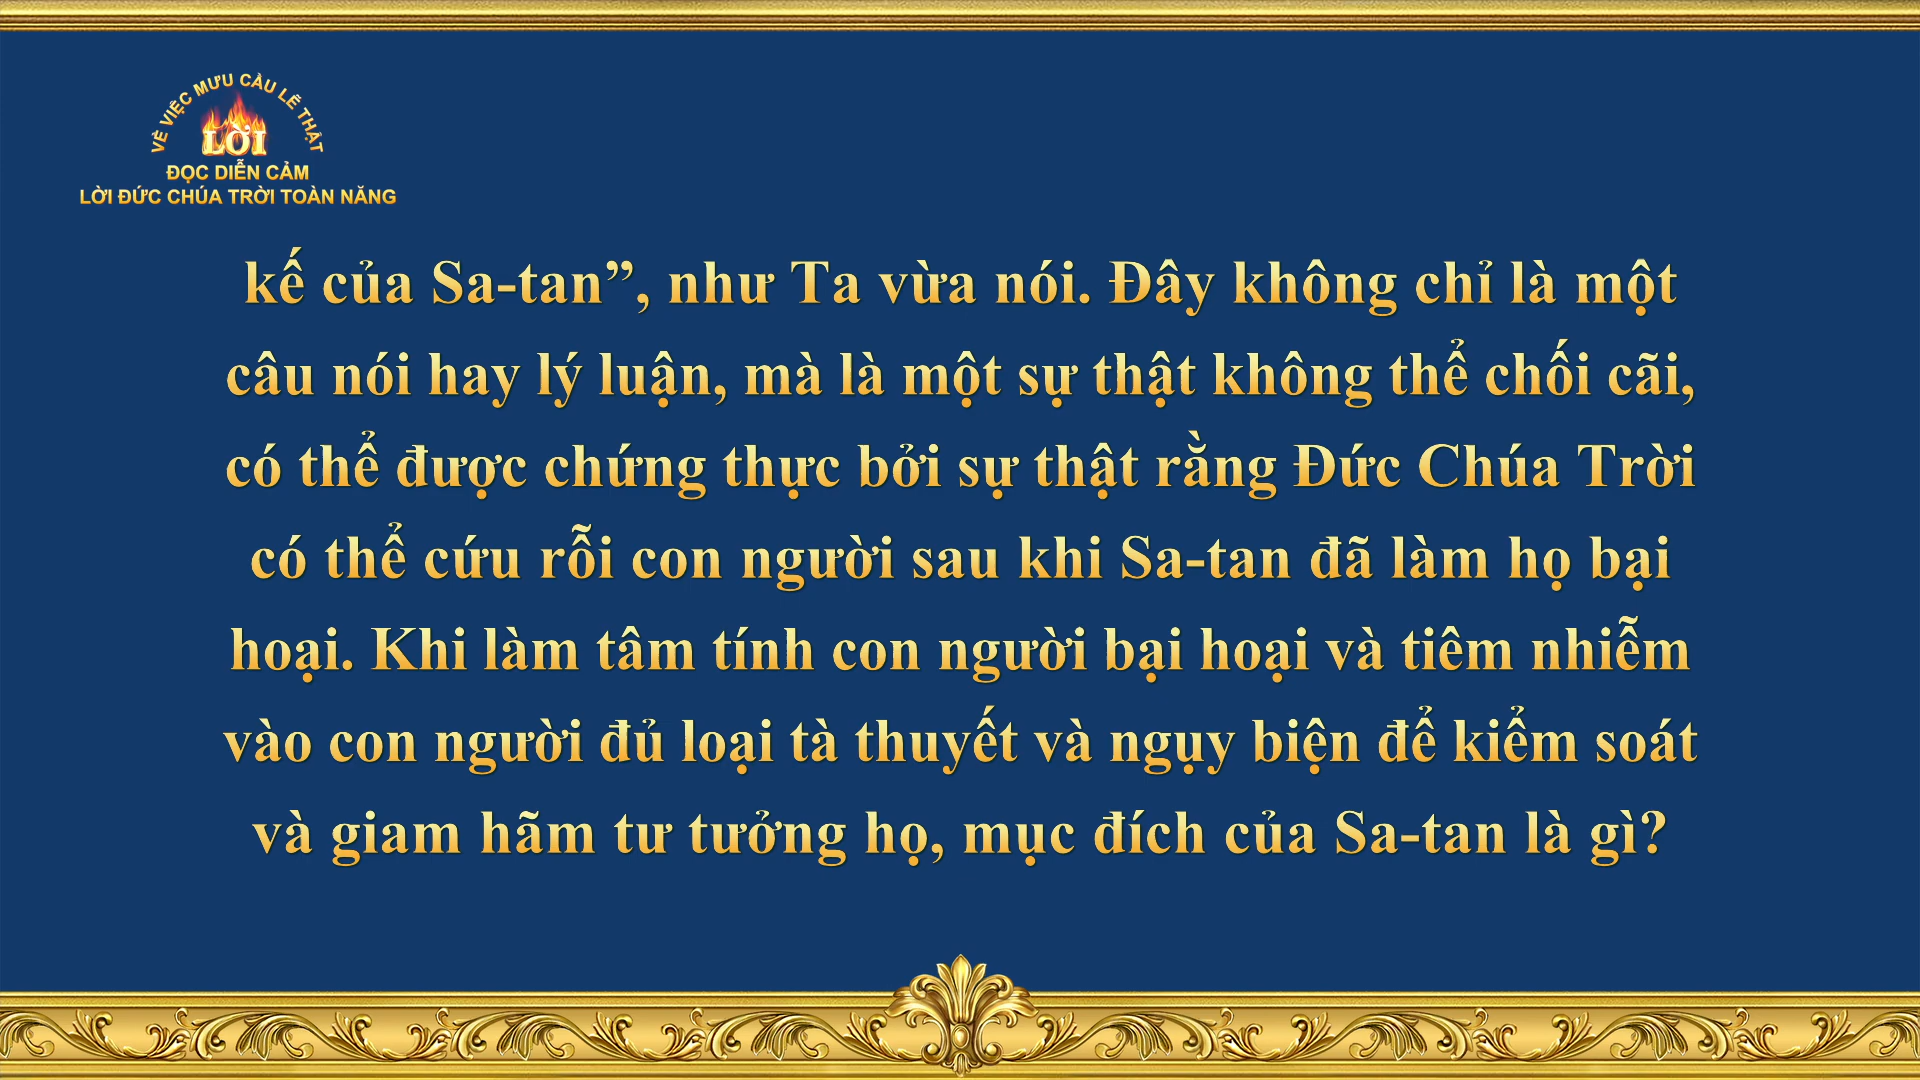 VỀ VIỆC MƯU CẦU LẼ THẬT
LỜI
ĐỌC DIỄN CẢM
LỜI ĐỨC CHÚA TRỜI TOÀN NĂNG
kế của Sa-tan”, như Ta vừa nói. Đây không chỉ là một
câu nói hay lý luận, mà là một sự thật không thể chối cãi,
có thể được chứng thực bởi sự thật rằng Đức Chúa Trời
có thể cứu rỗi con người sau khi Sa-tan đã làm họ bại
hoại. Khi làm tâm tính con người bại hoại và tiêm nhiễm
vào con người đủ loại tà thuyết và ngụy biện để kiểm soát
và giam hãm tư tưởng họ, mục đích của Sa-tan là gì?